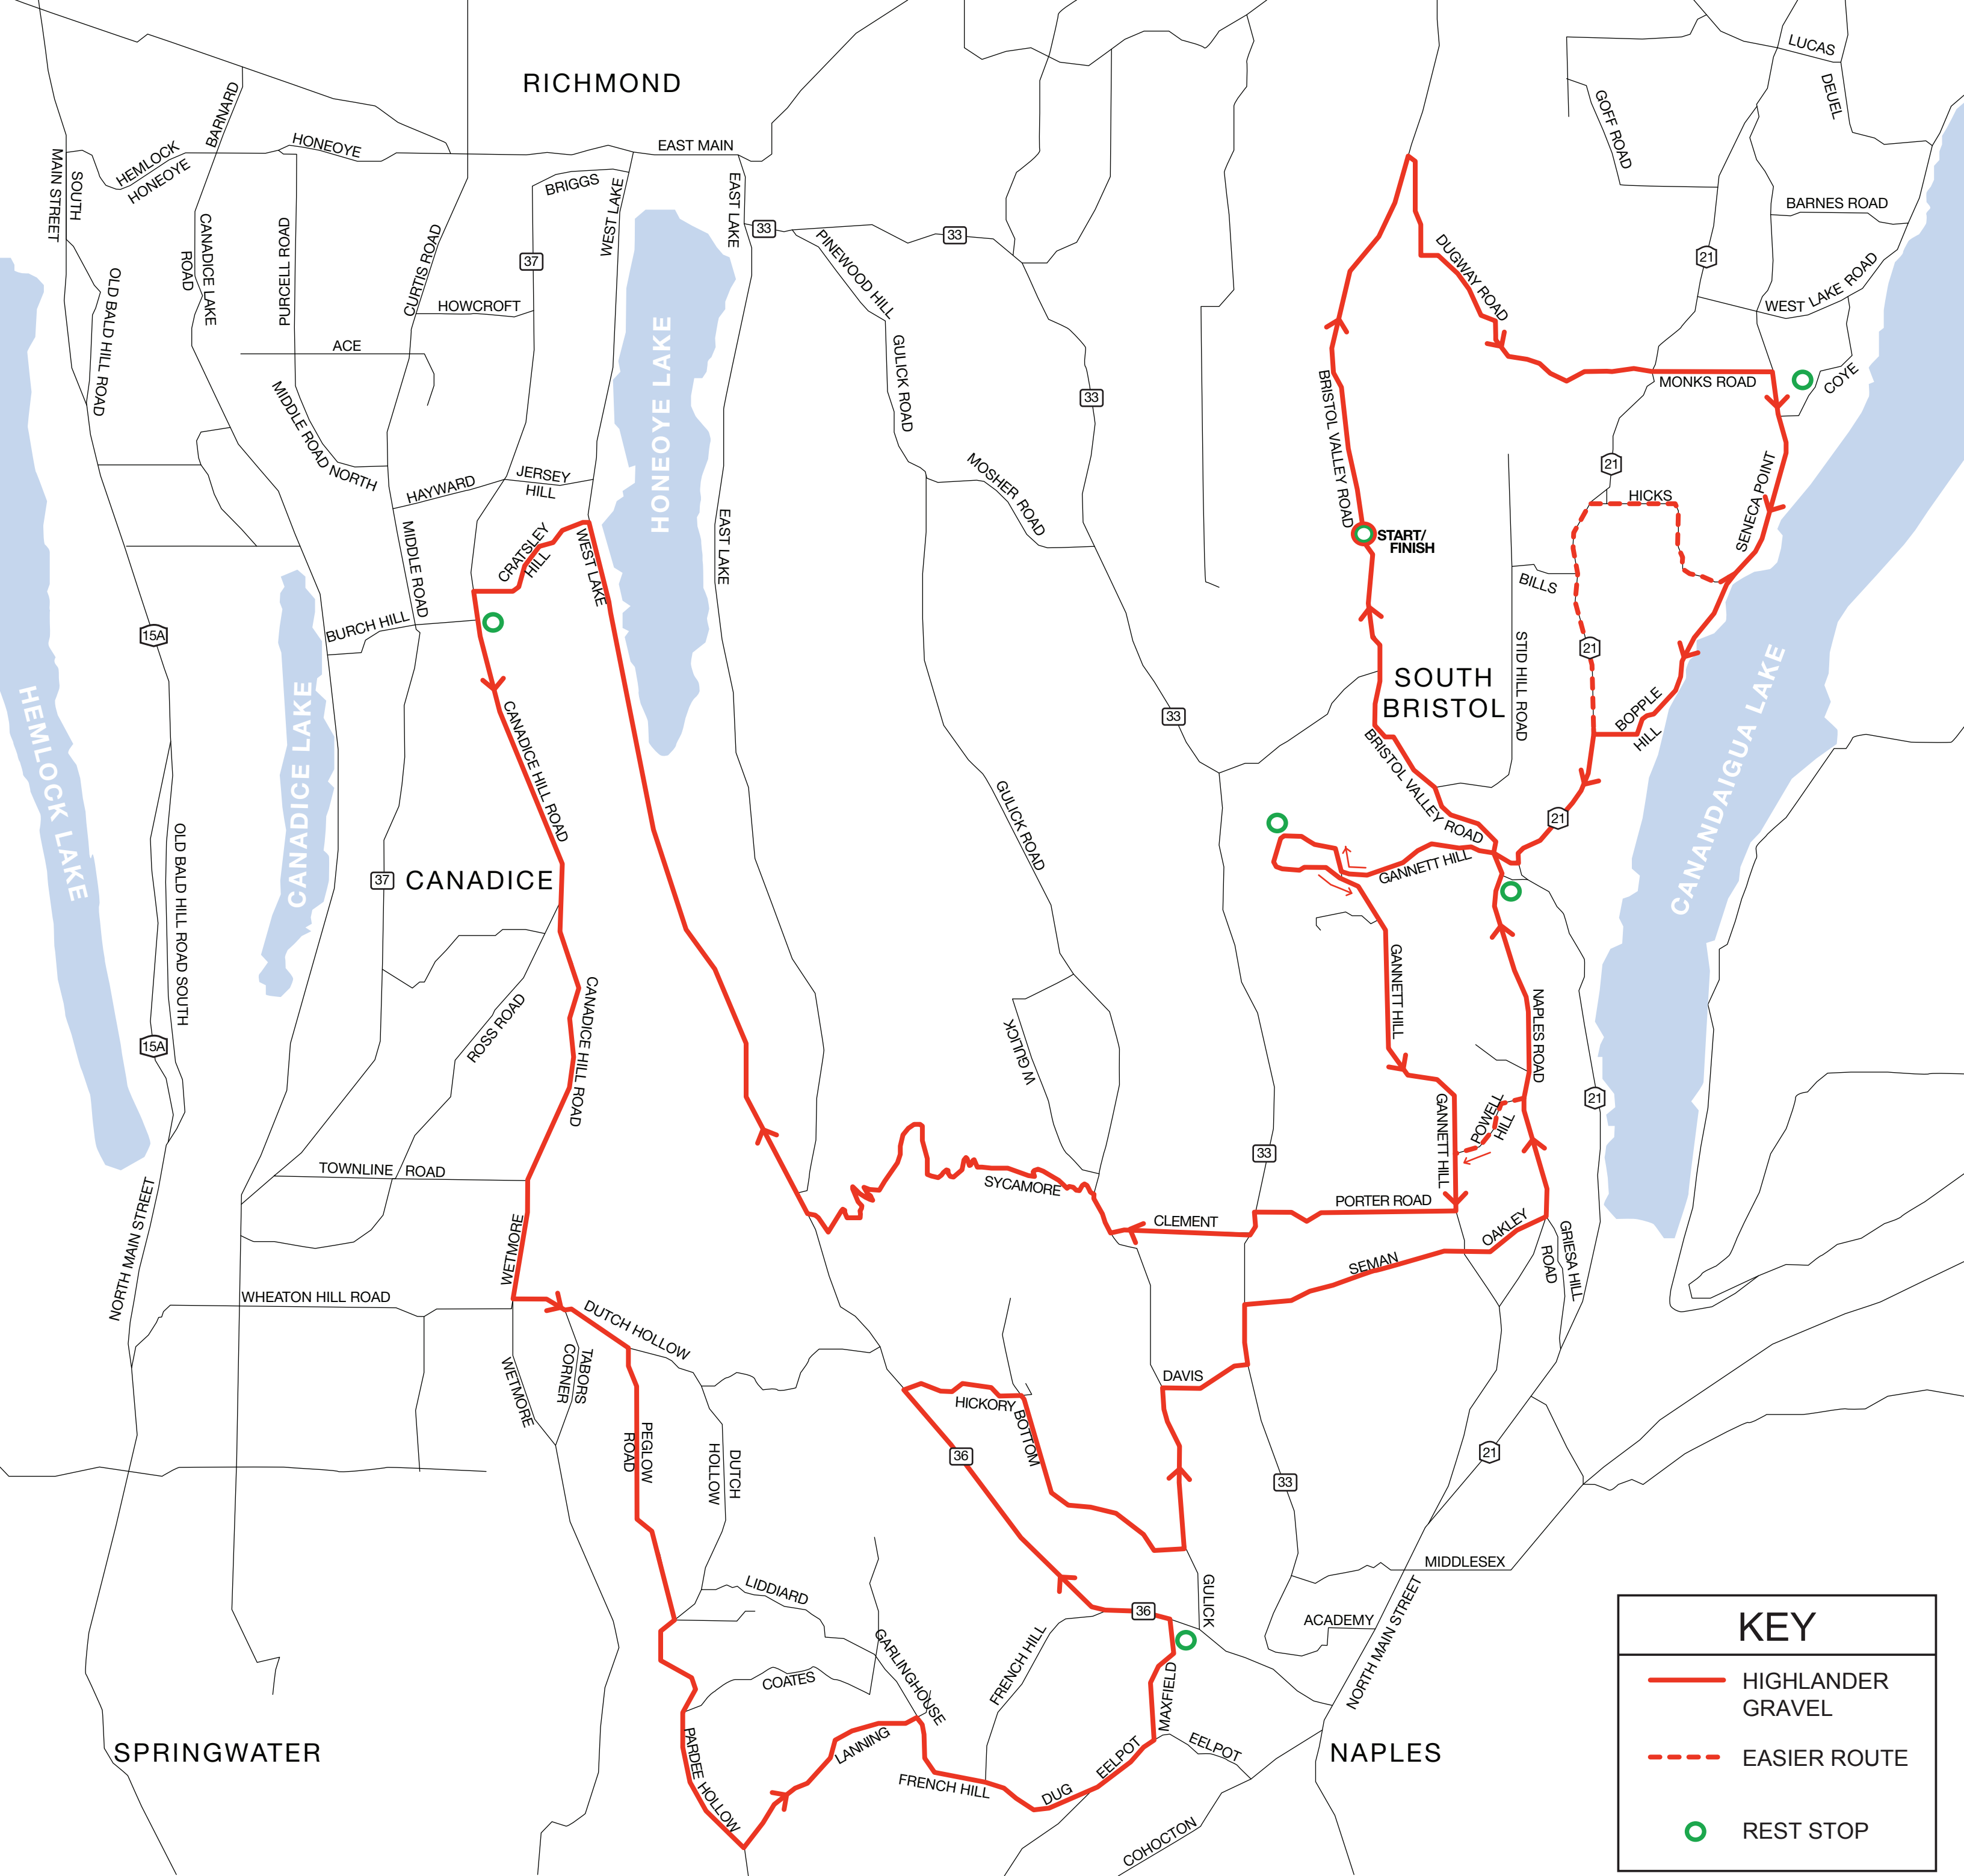 RICHMOND
LUCAS
DEUEL
GOFF ROAD
BARNARD
HEMLOCK
HONEOYE
HONEOYE
EAST MAIN
MAIN STREET
SOUTH
BRIGGS
WEST LAKE
EAST LAKE
BARNES ROAD
CANADICE LAKE
ROAD
PURCELL ROAD
CURTIS ROAD
37
33
33
PINEWOOD HILL
DUGWAY ROAD
21
WEST LAKE ROAD
OLD BALD HILL ROAD
HOWCROFT
ACE
GULICK ROAD
HONEOYE LAKE
33
MONKS ROAD
COYE
MIDDLE ROAD NORTH
BRISTOL VALLEY ROAD
MOSHER ROAD
HAYWARD
JERSEY
HILL
21
HICKS
SENECA POINT
START/
FINISH
CRATSLEY
HILL
WEST LAKE
EAST LAKE
MIDDLE ROAD
BILLS
BURCH HILL
15A
21
STID HILL ROAD
SOUTH
BRISTOL
HEMLOCK LAKE
CANADICE LAKE
CANANDAIGUA LAKE
CANADICE HILL ROAD
33
BOPPLE
HILL
BRISTOL VALLEY ROAD
21
GULICK ROAD
OLD BALD HILL ROAD SOUTH
37
CANADICE
GANNETT HILL
GANNETT HILL
NAPLES ROAD
CANADICE HILL ROAD
ROSS ROAD
15A
W GULICK
21
GANNETT HILL
POWELL
HILL
33
TOWNLINE ROAD
SYCAMORE
NORTH MAIN STREET
WETMORE
CLEMENT
PORTER ROAD
OAKLEY
GRIESA HILL
ROAD
SEMAN
WHEATON HILL ROAD
DUTCH HOLLOW
TABORS
CORNER
WETMORE
DAVIS
HICKORY
BOTTOM
36
PEGLOW
ROAD
DUTCH
HOLLOW
21
33
MIDDLESEX
LIDDIARD
GULICK
36
ACADEMY
NORTH MAIN STREET
GARLINGHOUSE
FRENCH HILL
COATES
MAXFIELD
LANNING
PARDEE HOLLOW
EELPOT
EELPOT
FRENCH HILL
DUG
COHOCTON
SPRINGWATER
NAPLES
KEY
HIGHLANDER
GRAVEL
EASIER ROUTE
REST STOP